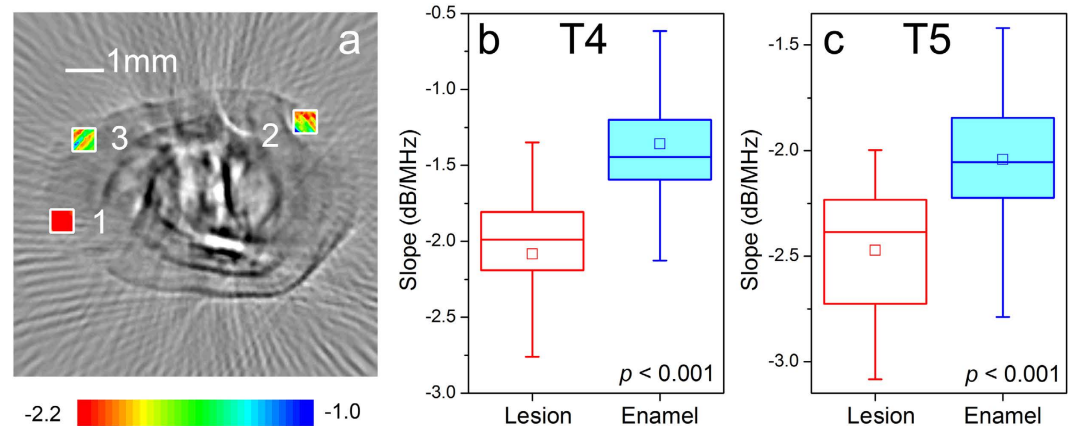 a
1mm
3
2
1
-2.2
-1.0
b T4
Slope (dB/MHz)
-0.5
-1.0
-1.5
-2.0
-2.5
-3.0
p < 0.001
Lesion Enamel
c T5
Slope (dB/MHz)
-1.5
-2.0
-2.5
-3.0
p < 0.001
Lesion Enamel